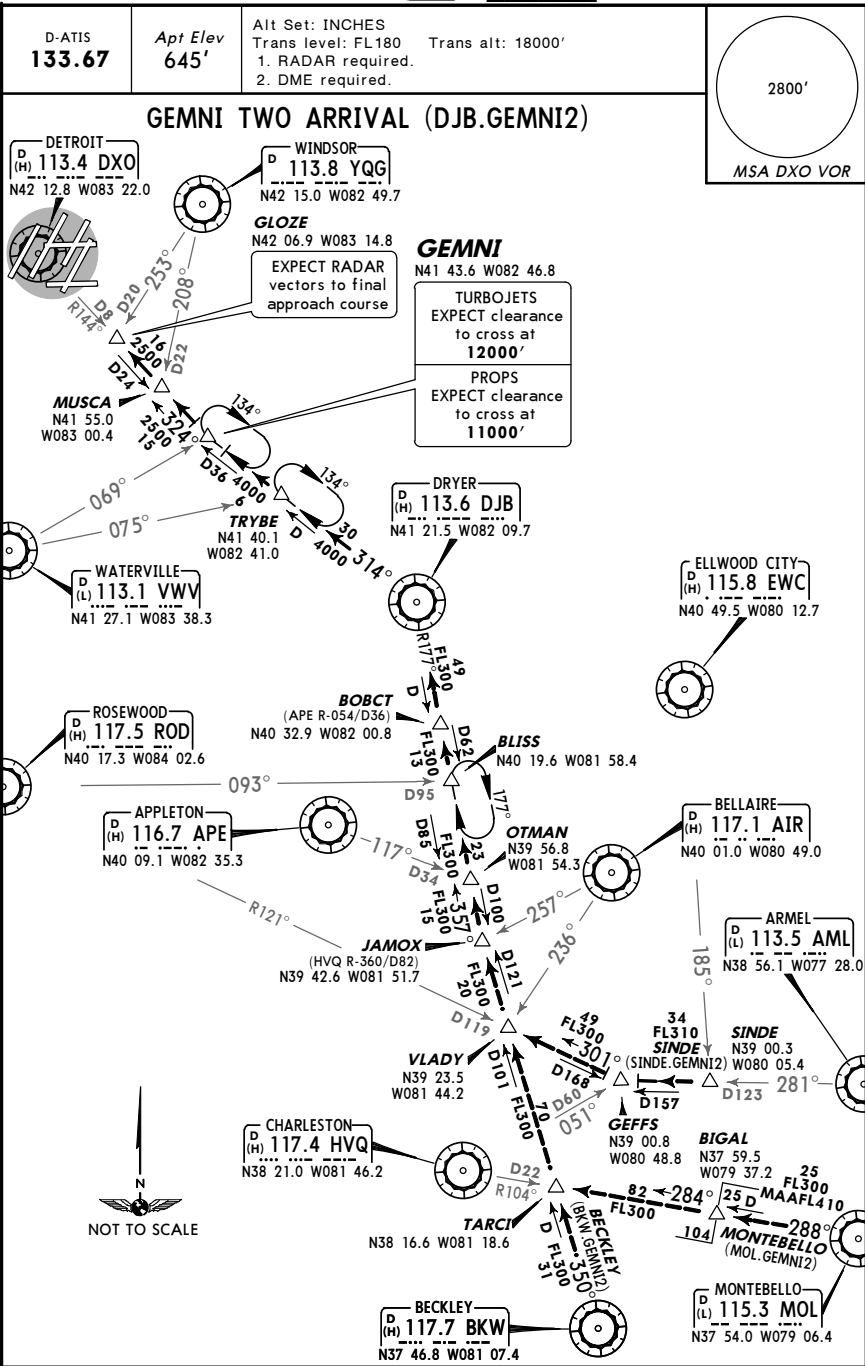 D-ATIS
133.67
Apt Elev
645'
Alt Set: INCHES
Trans level: FL180 Trans alt: 18000'
1. RADAR required.
2. DME required.
2800'
MSA DXO VOR
GEMNI TWO ARRIVAL (DJB.GEMNI2)
DETROIT
D
(H) 113.4 DXO
N42 12.8 W083 22.0
WINDSOR
D 113.8 YQG
N42 15.0 W082 49.7
GLOZE
N42 06.9 W083 14.8
EXPECT RADAR
vectors to final
approach course
GEMNI
N41 43.6 W082 46.8
TURBOJETS
EXPECT clearance
to cross at
12000'
PROPS
EXPECT clearance
to cross at
11000'
D20
253°
208°
D22
D8
R144°
16
2500
D24
MUSCA
N41 55.0
W083 00.4
324°
2500
15
134°
D36
4000
6
134°
069°
075°
TRYBE
N41 40.1
W082 41.0
30
314°
D
4000
WATERVILLE
D
(L) 113.1 VWV
N41 27.1 W083 38.3
DRYER
D
(H) 113.6 DJB
N41 21.5 W082 09.7
ELLWOOD CITY
D
(H) 115.8 EWC
N40 49.5 W080 12.7
R177°
49
FL300
D
BOBCT
(APE R-054/D36)
N40 32.9 W082 00.8
D62
FL300
13
BLISS
N40 19.6 W081 58.4
ROSEWOOD
D
(H) 117.5 ROD
N40 17.3 W084 02.6
093°
D95
177°
APPLETON
D
(H) 116.7 APE
N40 09.1 W082 35.3
117°
D34
D85
FL300
23
OTMAN
N39 56.8
W081 54.3
BELLAIRE
D
(H) 117.1 AIR
N40 01.0 W080 49.0
R121°
357°
FL300
15
D100
257°
236°
JAMOX
(HVQ R-360/D82)
N39 42.6 W081 51.7
D121
FL300
20
185°
ARMEL
D
(L) 113.5 AML
N38 56.1 W077 28.0
D119
VLADY
N39 23.5
W081 44.2
49
FL300
301°
D168
34
FL310
SINDE
(SINDE.GEMNI2)
SINDE
N39 00.3
W080 05.4
D123
281°
D157
D101
FL300
70
D60
051°
GEFFS
N39 00.8
W080 48.8
CHARLESTON
D
(H) 117.4 HVQ
N38 21.0 W081 46.2
D22
R104°
BIGAL
N37 59.5
W079 37.2
25
FL300
MAAFL410
82
284°
FL300
25 D
104
288°
MONTEBELLO
(MOL.GEMNI2)
TARCI
N38 16.6 W081 18.6
BECKLEY
(BKW.GEMNI2)
350°
D
FL300
31
N
NOT TO SCALE
BECKLEY
D
(H) 117.7 BKW
N37 46.8 W081 07.4
MONTEBELLO
D
(L) 115.3 MOL
N37 54.0 W079 06.4